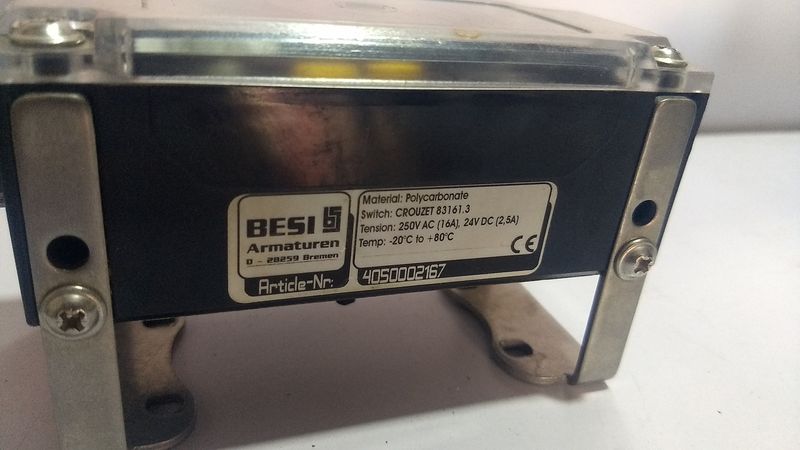 BESI
Armaturen
D - 28259 Bremen
Article-Nr.:
Material: Polycarbonate
Switch: CROUZET 83161.3
Tension: 250V AC (16A), 24V DC (2,5A)
Temp: -20°C to +80°C
CE
4050002167